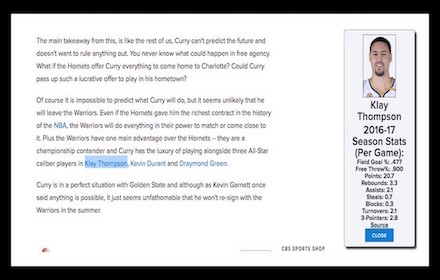 The main takeaway from this, is like the rest of us, Curry can't predict the future and
doesn't want to rule anything out. You never know what could happen in free agency.
What if the Hornets offer Curry everything to come home to Charlotte? Could Curry
pass up such a lucrative offer to play in his hometown?
Of course it is impossible to predict what Curry will do, but it seems unlikely that he
will leave the Warriors. Even if the Hornets gave him the richest contract in the history
of the NBA, the Warriors will do everything in their power to match or come close to
it. Plus the Warriors have one main advantage over the Hornets – they are a
championship contender and Curry has the luxury of playing alongside three All-Star
caliber players in Klay Thompson, Kevin Durant and Draymond Green.
Curry is in a perfect situation with Golden State and although as Kevin Garnett once
said anything is possible, it just seems unfathomable that he won't re-sign with the
Warriors in the summer.
CBS SPORTS SHOP
Klay
Thompson
2016-17
Season Stats
(Per Game):
Field Goal %: .477
Free Throw%: .900
Points: 20.7
Rebounds: 3.3
Assists: 2.1
Steals: 0.7
Blocks: 0.3
Turnovers: 2.1
3-Pointers: 2.8
Source
CLOSE